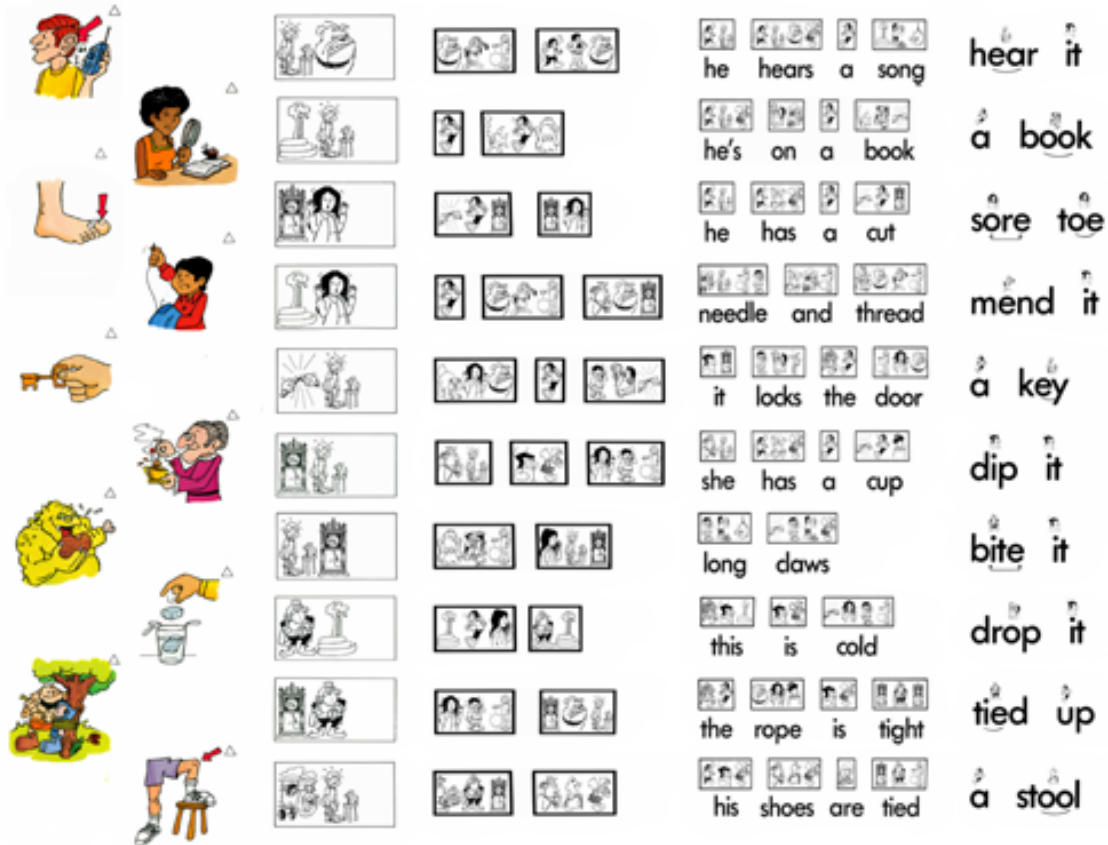 he hears a song
hear it
he's on a book
a book
he has a cut
sore toe
needle and thread
mend it
it locks the door
a key
she has a cup
dip it
long claws
bite it
this is cold
drop it
the rope is tight
tied up
his shoes are tied
a stool